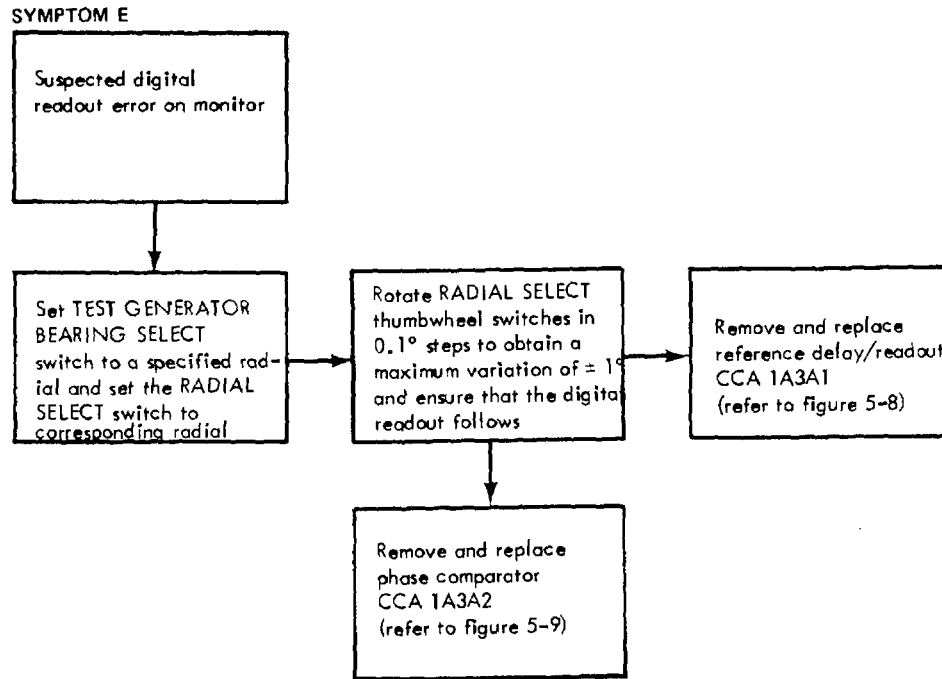 SYMPTOM E
Suspected digital
readout error on monitor
Set TEST GENERATOR
BEARING SELECT
switch to a specified rad-
ial and set the RADIAL
SELECT switch to
corresponding radial
Rotate RADIAL SELECT
thumbwheel switches in
0.1° steps to obtain a
maximum variation of ± 1°
and ensure that the digital
readout follows
Remove and replace
reference delay/readout
CCA 1A3A1
(refer to figure 5-8)
Remove and replace
phase comparator
CCA 1A3A2
(refer to figure 5-9)